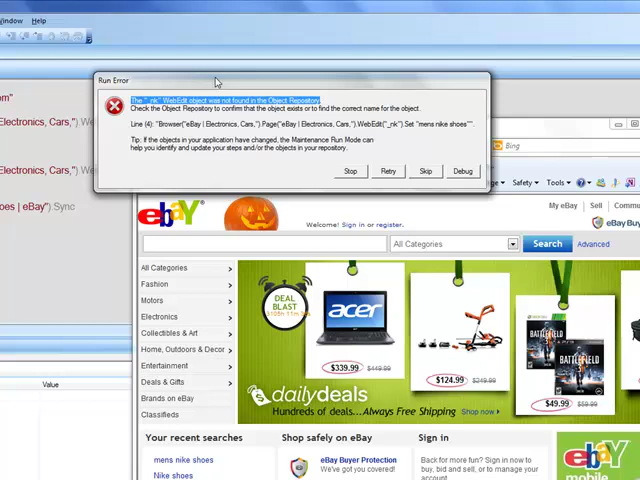 Window Help
Run Error
The "_nk" WebEdit object was not found in the Object Repository.
Check the Object Repository to confirm that the object exists or to find the correct name for the object.
Line (4): "Browser("eBay | Electronics, Cars,").Page("eBay | Electronics, Cars,").WebEdit("_nk").Set "mens nike shoes"".
Tip: If the objects in your application have changed, the Maintenance Run Mode can
help you identify and update your steps and/or the objects in your repository.
Stop Retry Skip Debug
om"
Electronics, Cars,").We
Electronics, Cars,").We
oes | eBay").Sync
Value
Bing
Safety Tools
My eBay Sell Commu
eBay Buy
ebay
Welcome! Sign in or register.
All Categories Search Advanced
All Categories
Fashion
Motors
Electronics
Collectibles & Art
Home, Outdoors & Decor
Entertainment
Deals & Gifts
Brands on eBay
Classifieds
DEAL
BLAST
acer
$339.99 $449.99
$124.99 $249.99
BATTLEFIELD
BATTLEFIELD
$49.99 $59.99
dailydeals
Hundreds of deals...Always Free Shipping Shop now
Your recent searches
mens nike shoes
Nike shoes
Shop safely on eBay
eBay Buyer Protection
We've got you covered!
Sign in
Back for more fun? Sign in now to
buy, bid and sell, or to manage
your account.
ebay
mobile